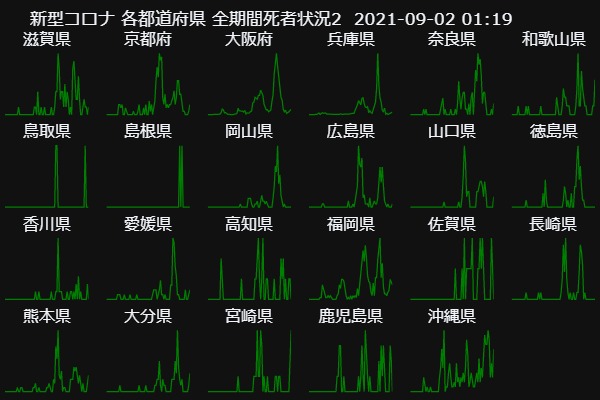 新型コロナ 各都道府県 全期間死者状況2 2021-09-02 01:19
滋賀県 京都府 大阪府 兵庫県 奈良県 和歌山県
鳥取県 島根県 岡山県 広島県 山口県 徳島県
香川県 愛媛県 高知県 福岡県 佐賀県 長崎県
熊本県 大分県 宮崎県 鹿児島県 沖縄県